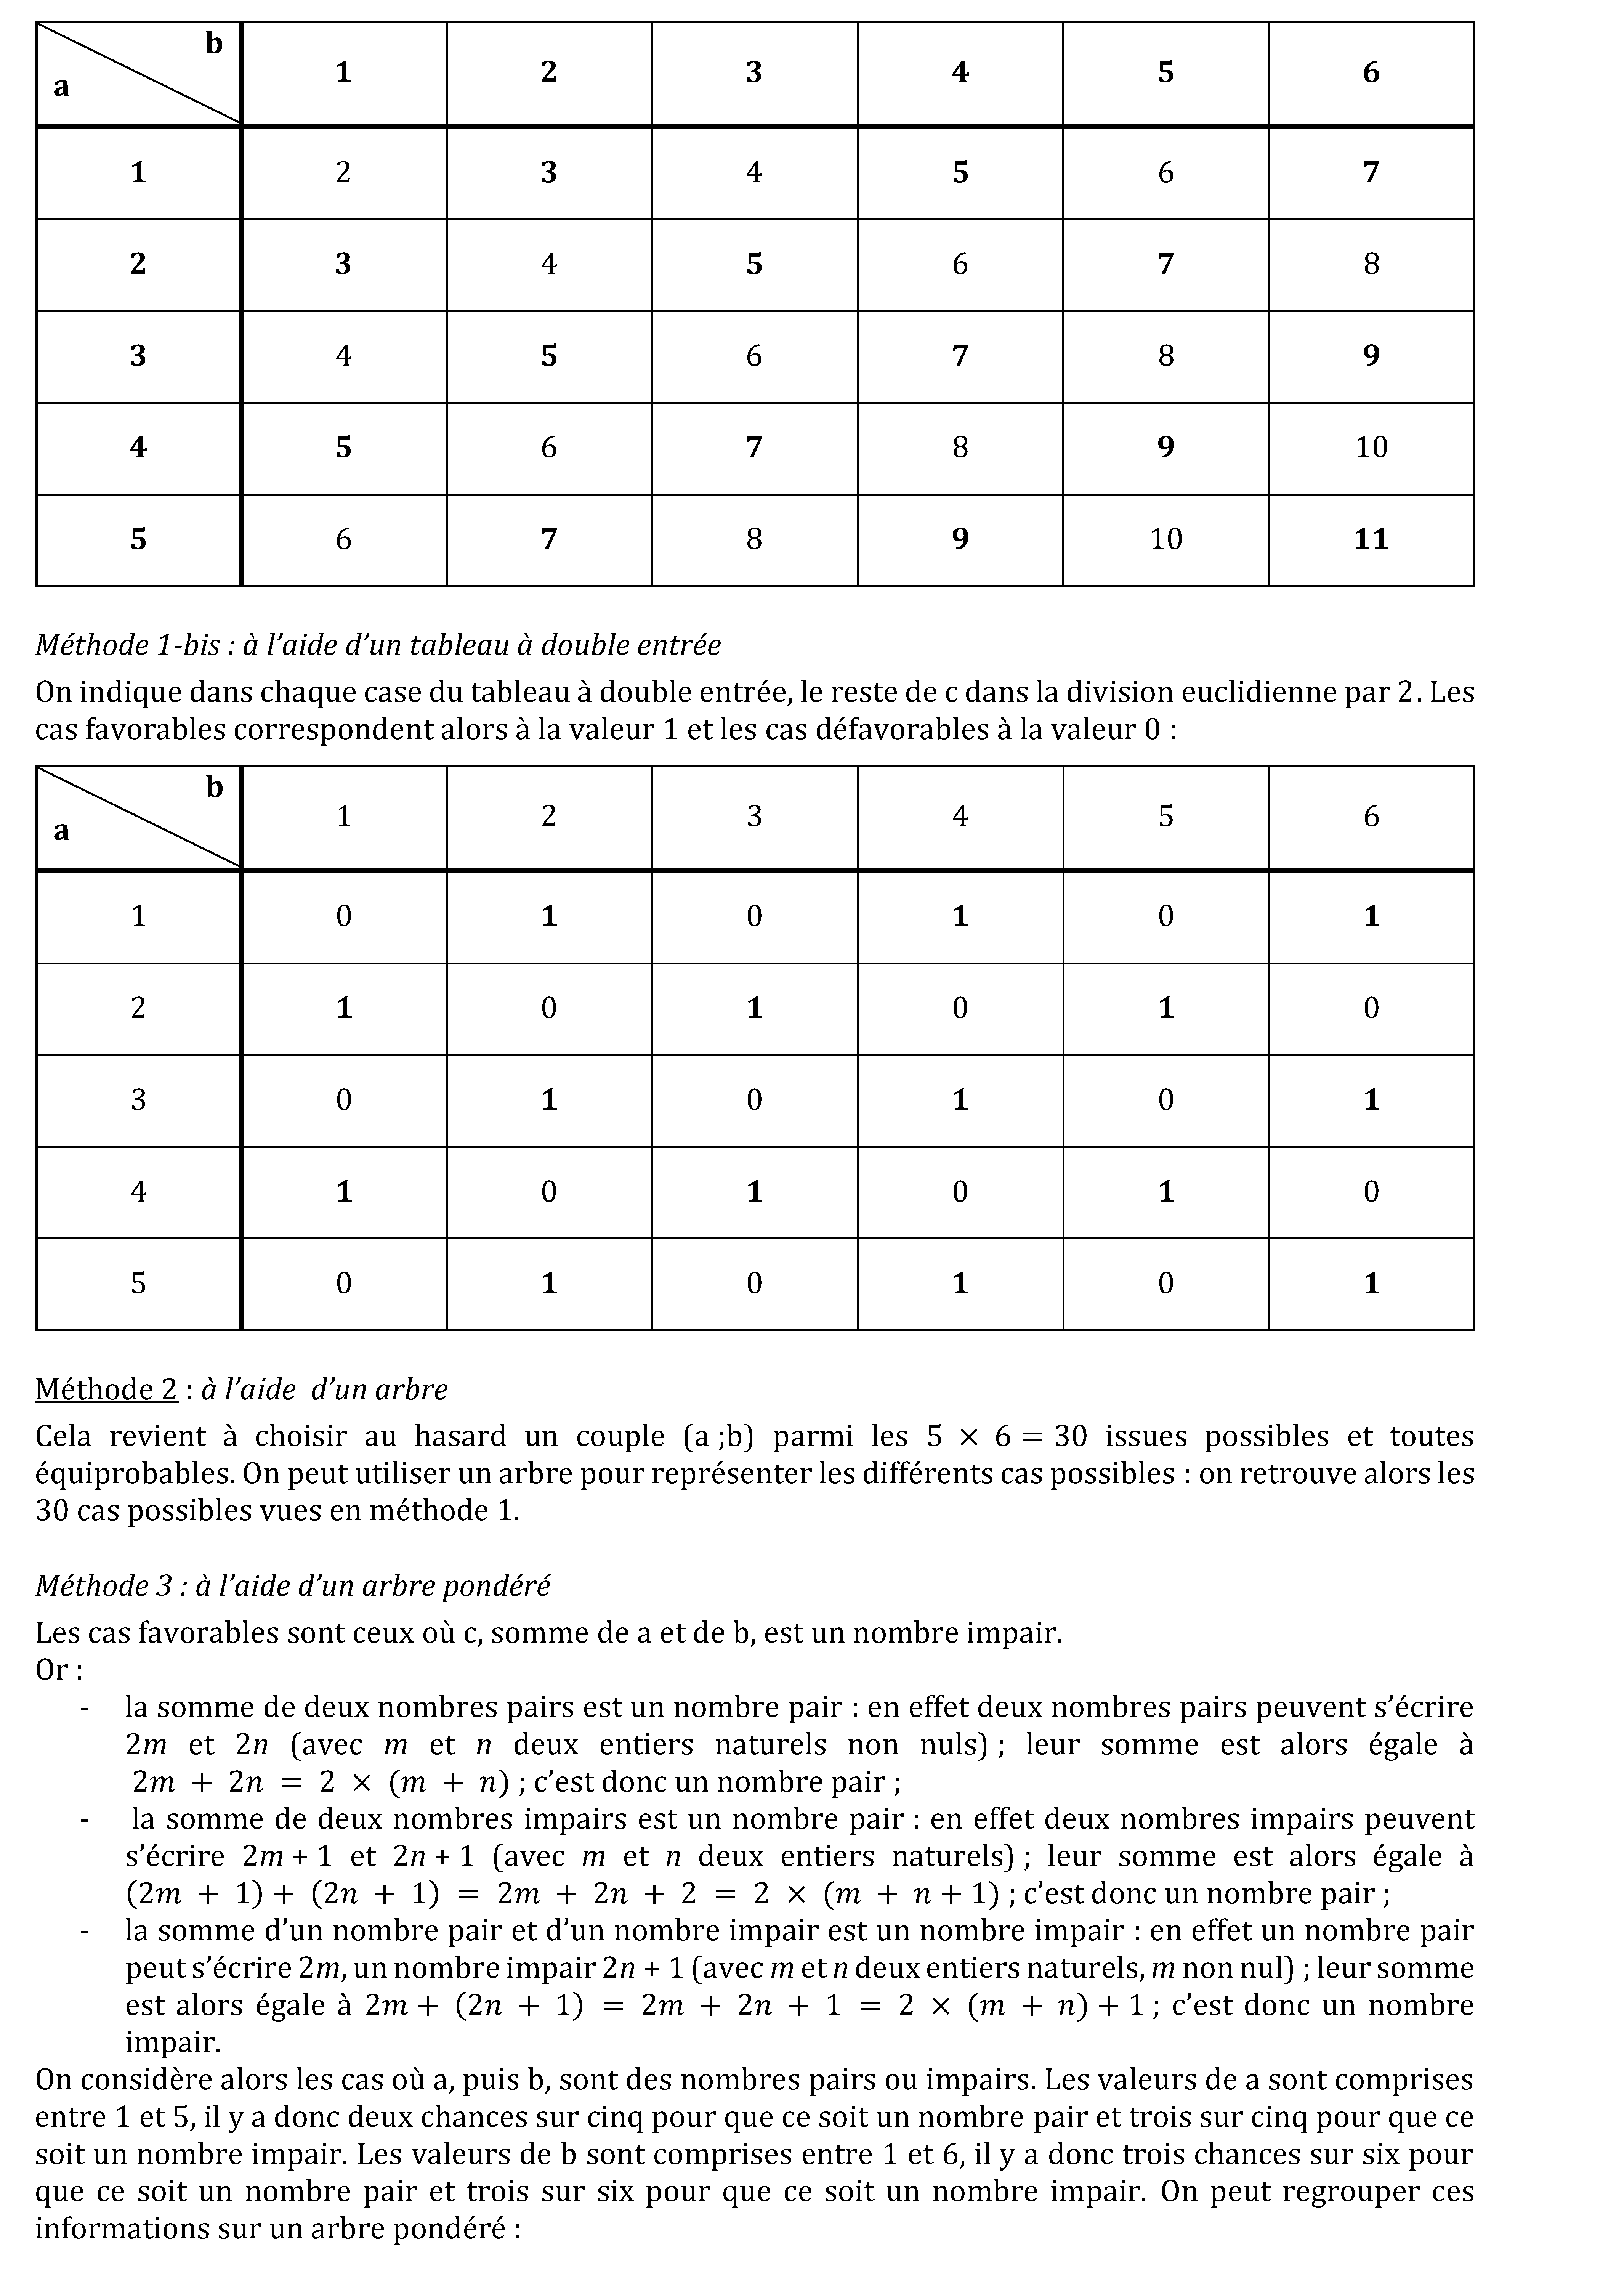 b
a 1 2 3 4 5 6
1 2 3 4 5 6 7
2 3 4 5 6 7 8
3 4 5 6 7 8 9
4 5 6 7 8 9 10
5 6 7 8 9 10 11
Méthode 1-bis : à l’aide d’un tableau à double entrée
On indique dans chaque case du tableau à double entrée, le reste de c dans la division euclidienne par 2. Les
cas favorables correspondent alors à la valeur 1 et les cas défavorables à la valeur 0 :
b
a 1 2 3 4 5 6
1 0 1 0 1 0 1
2 1 0 1 0 1 0
3 0 1 0 1 0 1
4 1 0 1 0 1 0
5 0 1 0 1 0 1
Méthode 2 : à l’aide d’un arbre
Cela revient à choisir au hasard un couple (a ;b) parmi les 5 × 6 = 30 issues possibles et toutes
équiprobables. On peut utiliser un arbre pour représenter les différents cas possibles : on retrouve alors les
30 cas possibles vues en méthode 1.
Méthode 3 : à l’aide d’un arbre pondéré
Les cas favorables sont ceux où c, somme de a et de b, est un nombre impair.
Or :
- la somme de deux nombres pairs est un nombre pair : en effet deux nombres pairs peuvent s’écrire
2m et 2n (avec m et n deux entiers naturels non nuls) ; leur somme est alors égale à
2m + 2n = 2 × (m + n) ; c’est donc un nombre pair ;
- la somme de deux nombres impairs est un nombre pair : en effet deux nombres impairs peuvent
s’écrire 2m + 1 et 2n + 1 (avec m et n deux entiers naturels) ; leur somme est alors égale à
(2m + 1) + (2n + 1) = 2m + 2n + 2 = 2 × (m + n + 1) ; c’est donc un nombre pair ;
- la somme d’un nombre pair et d’un nombre impair est un nombre impair : en effet un nombre pair
peut s’écrire 2m, un nombre impair 2n + 1 (avec m et n deux entiers naturels, m non nul) ; leur somme
est alors égale à 2m + (2n + 1) = 2m + 2n + 1 = 2 × (m + n) + 1 ; c’est donc un nombre
impair.
On considère alors les cas où a, puis b, sont des nombres pairs ou impairs. Les valeurs de a sont comprises
entre 1 et 5, il y a donc deux chances sur cinq pour que ce soit un nombre pair et trois sur cinq pour que ce
soit un nombre impair. Les valeurs de b sont comprises entre 1 et 6, il y a donc trois chances sur six pour
que ce soit un nombre pair et trois sur six pour que ce soit un nombre impair. On peut regrouper ces
informations sur un arbre pondéré :